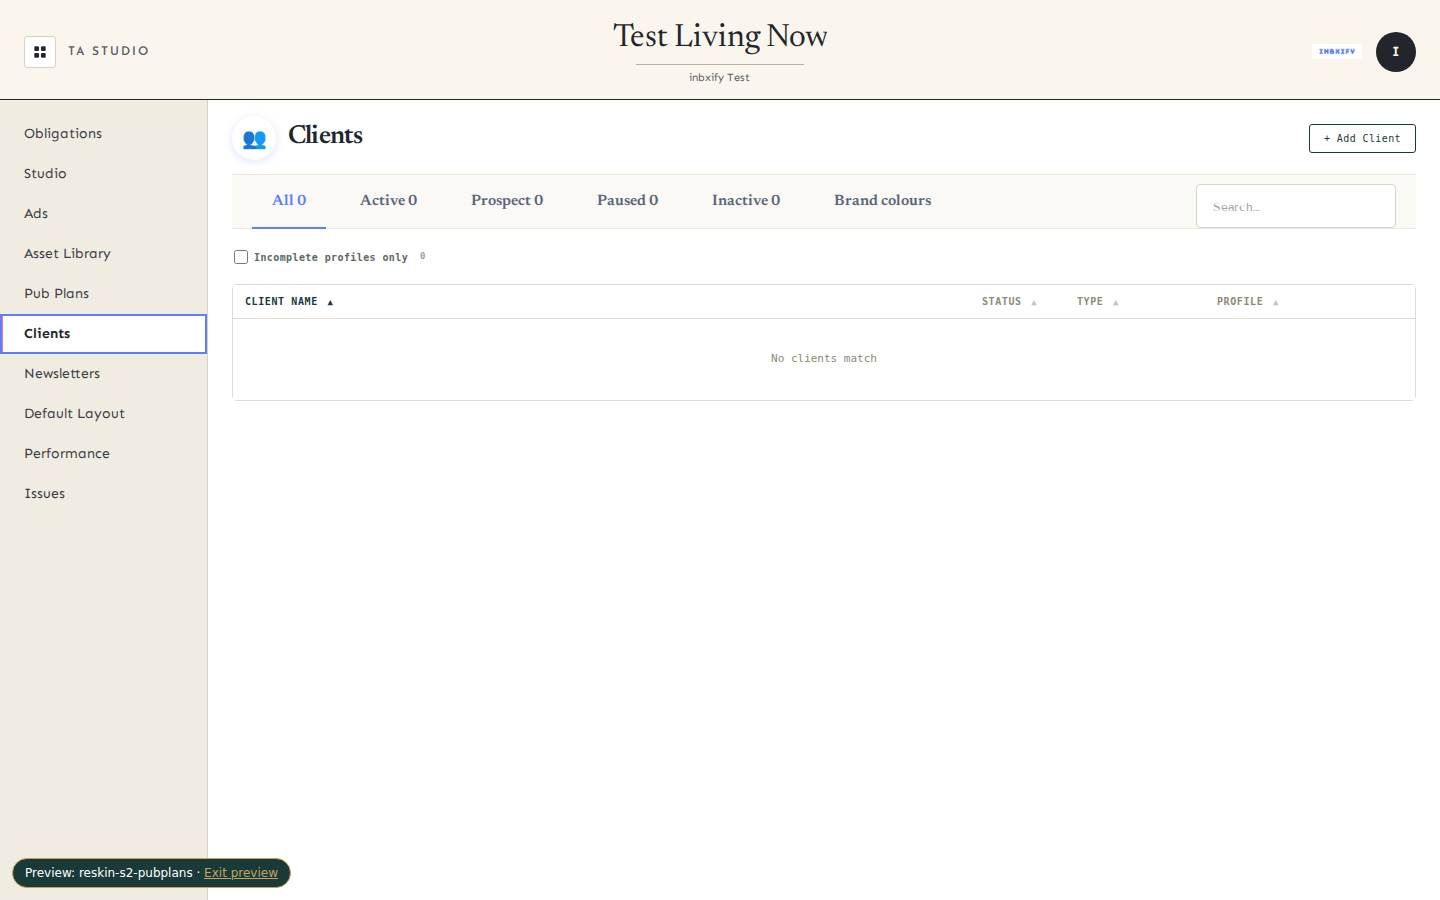 TA STUDIO
Test Living Now
inbxify Test
INBXIFY
I
Obligations
Studio
Ads
Asset Library
Pub Plans
Clients
Newsletters
Default Layout
Performance
Issues
Clients
+ Add Client
All 0 Active 0 Prospect 0 Paused 0 Inactive 0 Brand colours
Search...
Incomplete profiles only 0
CLIENT NAME ▲ STATUS ▲ TYPE ▲ PROFILE ▲
No clients match
Preview: reskin-s2-pubplans · Exit preview